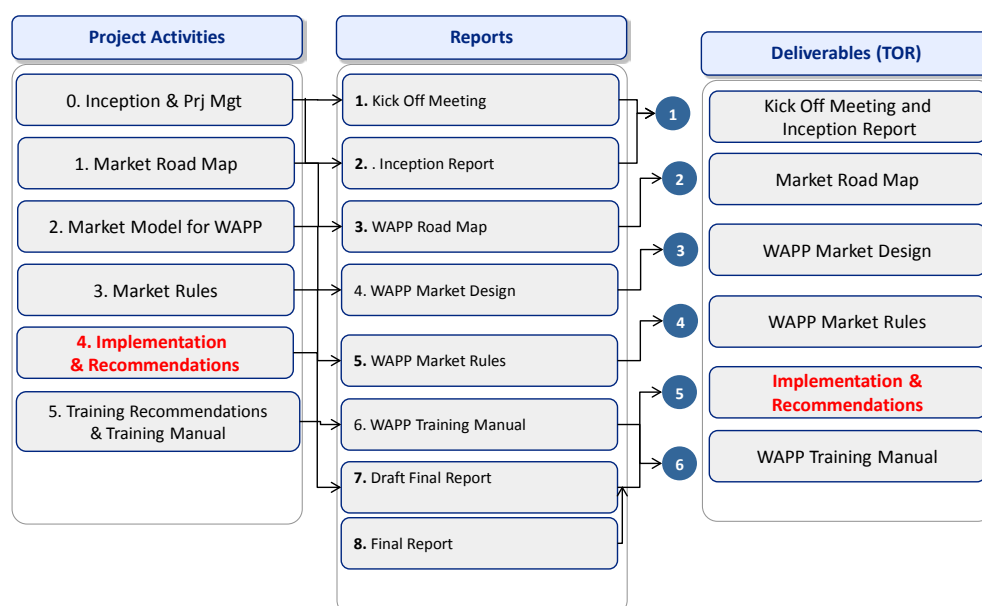 Project Activities
0. Inception & Prj Mgt
1. Market Road Map
2. Market Model for WAPP
3. Market Rules
4. Implementation
& Recommendations
5. Training Recommendations
& Training Manual
Reports
1. Kick Off Meeting
2. . Inception Report
3. WAPP Road Map
4. WAPP Market Design
5. WAPP Market Rules
6. WAPP Training Manual
7. Draft Final Report
8. Final Report
1
2
3
4
5
6
Deliverables (TOR)
Kick Off Meeting and
Inception Report
Market Road Map
WAPP Market Design
WAPP Market Rules
Implementation &
Recommendations
WAPP Training Manual